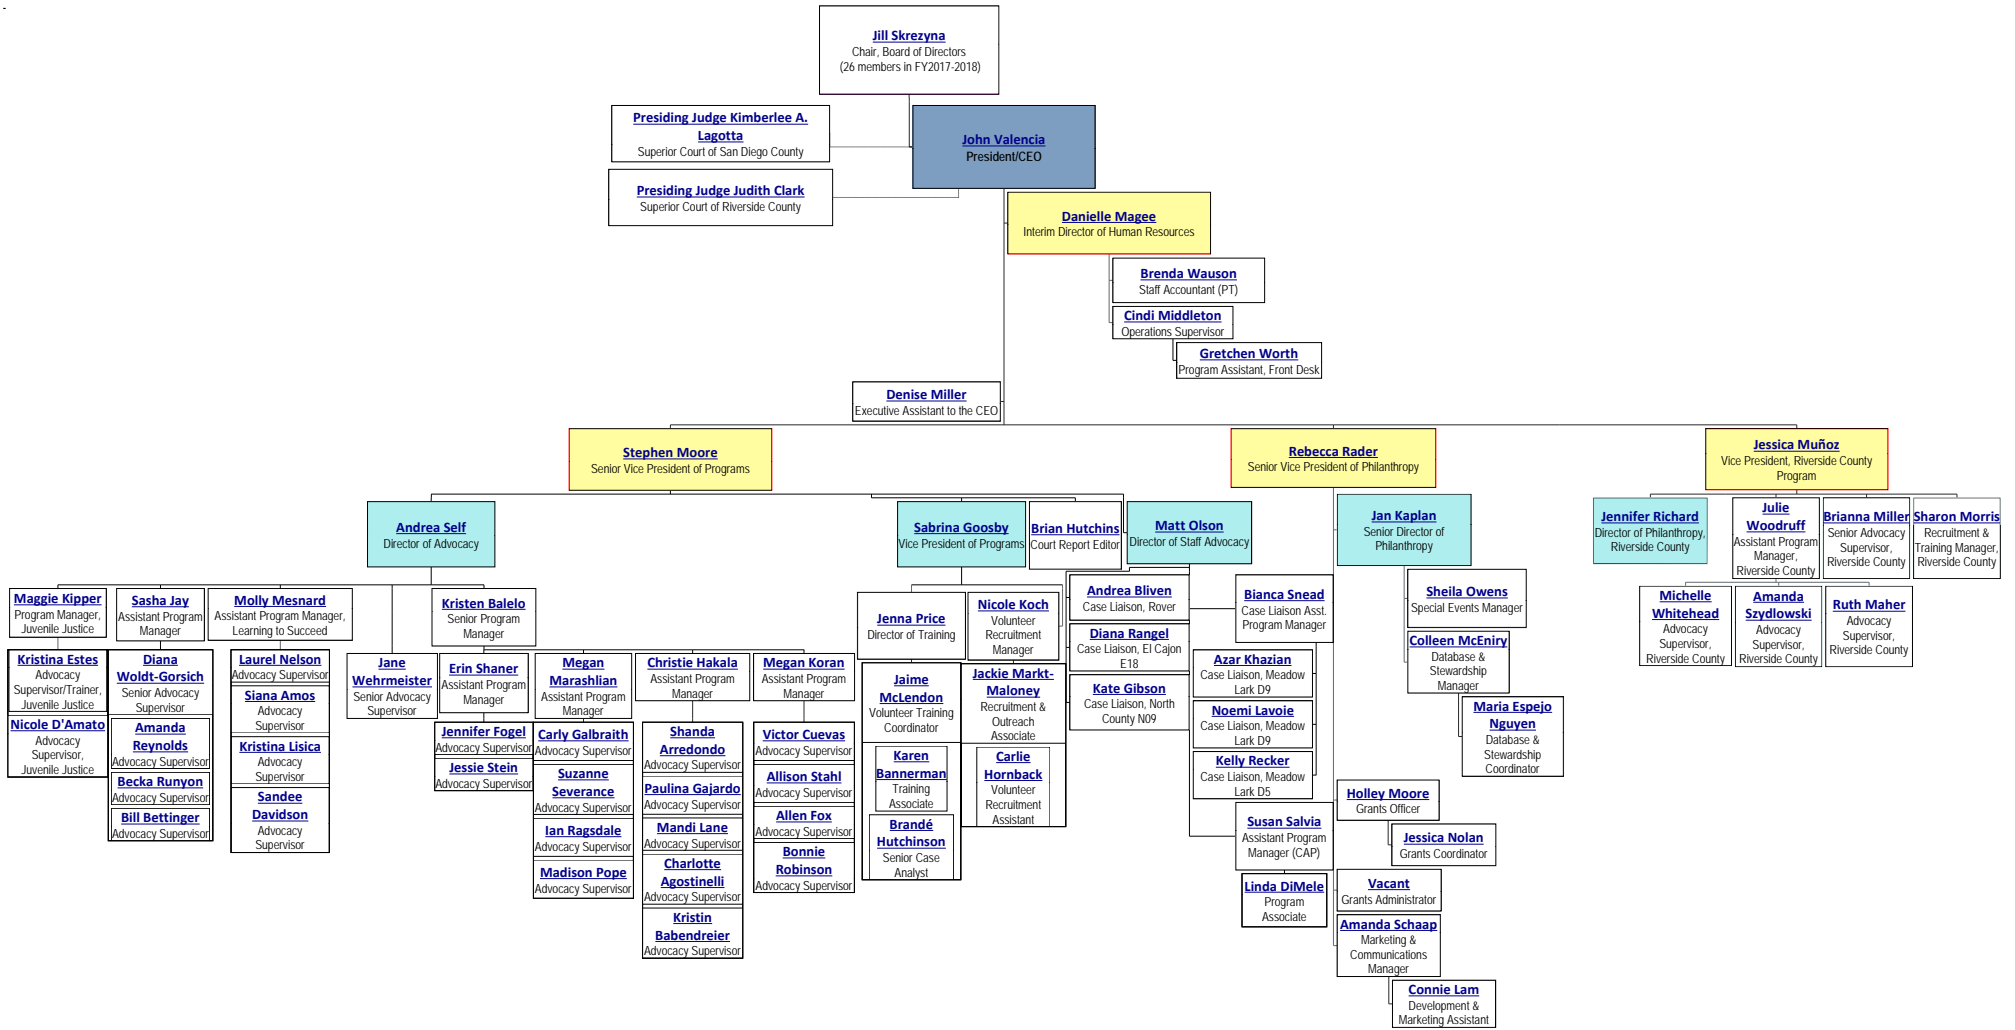 Jill Skrezyna
Chair, Board of Directors
(26 members in FY2017-2018)
Presiding Judge Kimberlee A.
Lagotta
Superior Court of San Diego County
John Valencia
President/CEO
Presiding Judge Judith Clark
Superior Court of Riverside County
Danielle Magee
Interim Director of Human Resources
Brenda Wauson
Staff Accountant (PT)
Cindi Middleton
Operations Supervisor
Gretchen Worth
Program Assistant, Front Desk
Denise Miller
Executive Assistant to the CEO
Stephen Moore
Senior Vice President of Programs
Rebecca Rader
Senior Vice President of Philanthropy
Jessica Muñoz
Vice President, Riverside County
Program
Andrea Self
Director of Advocacy
Sabrina Goosby
Vice President of Programs
Brian Hutchins
Court Report Editor
Matt Olson
Director of Staff Advocacy
Jan Kaplan
Senior Director of
Philanthropy
Jennifer Richard
Director of Philanthropy,
Riverside County
Julie
Woodruff
Assistant Program
Manager,
Riverside County
Brianna Miller
Senior Advocacy
Supervisor,
Riverside County
Sharon Morris
Recruitment &
Training Manager,
Riverside County
Maggie Kipper
Program Manager,
Juvenile Justice
Sasha Jay
Assistant Program
Manager
Molly Mesnard
Assistant Program Manager,
Learning to Succeed
Kristen Balelo
Senior Program
Manager
Jenna Price
Director of Training
Nicole Koch
Volunteer
Recruitment
Manager
Andrea Bliven
Case Liaison, Rover
Bianca Snead
Case Liaison Asst.
Program Manager
Sheila Owens
Special Events Manager
Michelle
Whitehead
Advocacy
Supervisor,
Riverside County
Amanda
Szydlowski
Advocacy
Supervisor,
Riverside County
Ruth Maher
Advocacy
Supervisor,
Riverside County
Kristina Estes
Advocacy
Supervisor/Trainer,
Juvenile Justice
Nicole D'Amato
Advocacy
Supervisor,
Juvenile Justice
Diana
Woldt-Gorsich
Senior Advocacy
Supervisor
Amanda
Reynolds
Advocacy Supervisor
Becka Runyon
Advocacy Supervisor
Bill Bettinger
Advocacy Supervisor
Laurel Nelson
Advocacy Supervisor
Siana Amos
Advocacy
Supervisor
Kristina Lisica
Advocacy
Supervisor
Sandee
Davidson
Advocacy
Supervisor
Jane
Wehrmeister
Senior Advocacy
Supervisor
Erin Shaner
Assistant Program
Manager
Jennifer Fogel
Advocacy Supervisor
Jessie Stein
Advocacy Supervisor
Megan
Marashlian
Assistant Program
Manager
Carly Galbraith
Advocacy Supervisor
Suzanne
Severance
Advocacy Supervisor
Ian Ragsdale
Advocacy Supervisor
Madison Pope
Advocacy Supervisor
Christie Hakala
Assistant Program
Manager
Shanda
Arredondo
Advocacy Supervisor
Paulina Gajardo
Advocacy Supervisor
Mandi Lane
Advocacy Supervisor
Charlotte
Agostinelli
Advocacy Supervisor
Kristin
Babendreier
Advocacy Supervisor
Megan Koran
Assistant Program
Manager
Victor Cuevas
Advocacy Supervisor
Allison Stahl
Advocacy Supervisor
Allen Fox
Advocacy Supervisor
Bonnie
Robinson
Advocacy Supervisor
Jaime
McLendon
Volunteer Training
Coordinator
Karen
Bannerman
Training
Associate
Brandé
Hutchinson
Senior Case
Analyst
Jackie Markt-
Maloney
Recruitment &
Outreach
Associate
Carlie
Hornback
Volunteer
Recruitment
Assistant
Diana Rangel
Case Liaison, El Cajon
E18
Kate Gibson
Case Liaison, North
County N09
Azar Khazian
Case Liaison, Meadow
Lark D9
Noemi Lavoie
Case Liaison, Meadow
Lark D9
Kelly Recker
Case Liaison, Meadow
Lark D5
Susan Salvia
Assistant Program
Manager (CAP)
Linda DiMele
Program
Associate
Colleen McEniry
Database &
Stewardship
Manager
Maria Espejo
Nguyen
Database &
Stewardship
Coordinator
Holley Moore
Grants Officer
Jessica Nolan
Grants Coordinator
Vacant
Grants Administrator
Amanda Schaap
Marketing &
Communications
Manager
Connie Lam
Development &
Marketing Assistant